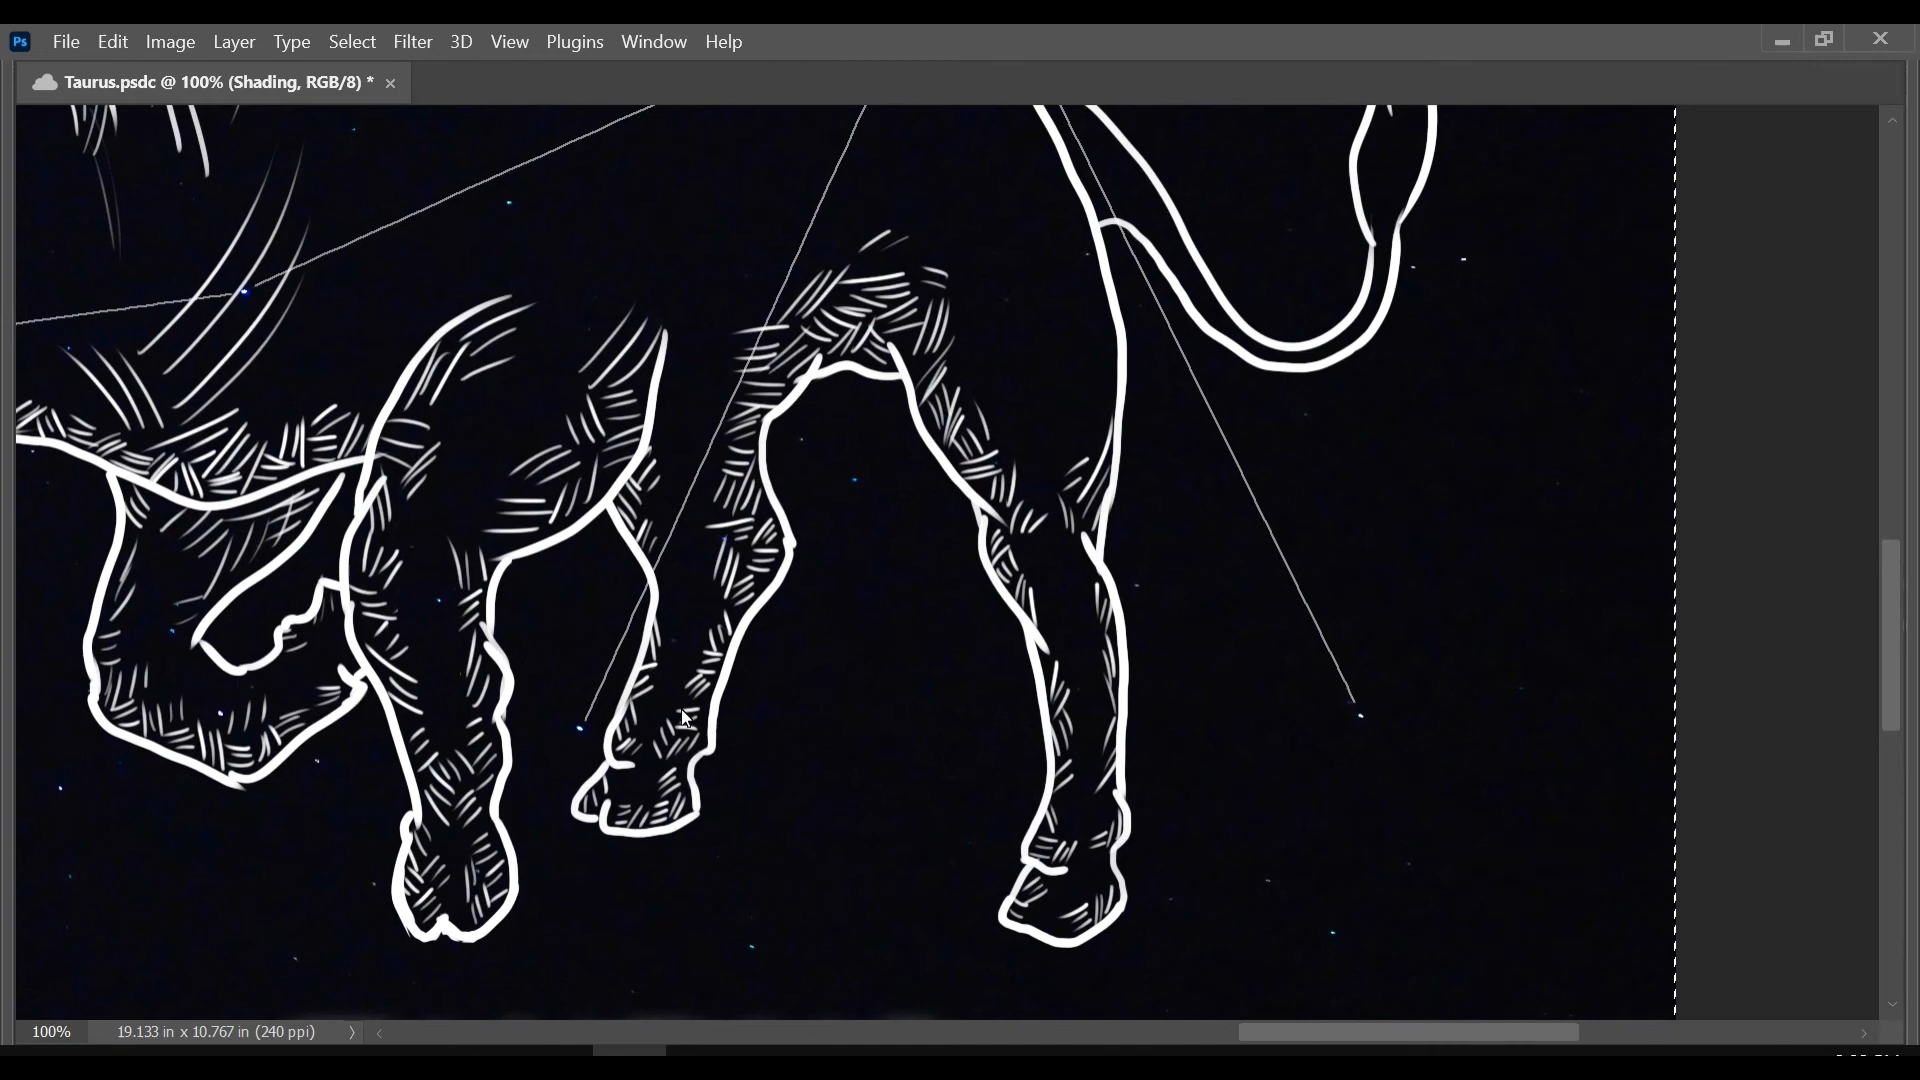 Ps File Edit Image Layer Type Select Filter 3D View Plugins Window Help
Taurus.psdc @ 100% (Shading, RGB/8) *
100% 19.133 in x 10.767 in (240 ppi)